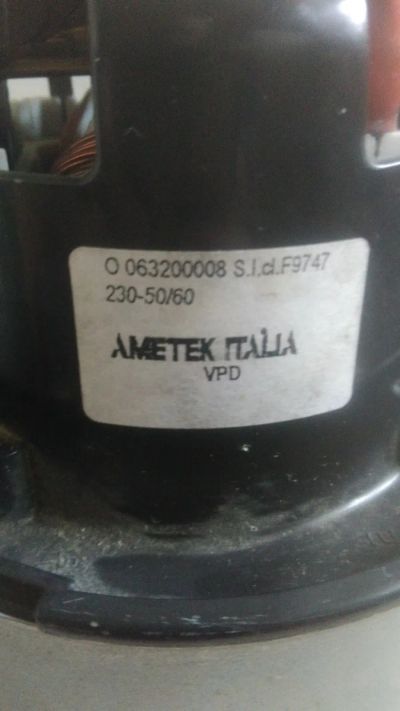 O 063200008 S.I.cl.F9747
230-50/60
AMETEK ITALIA
VPD